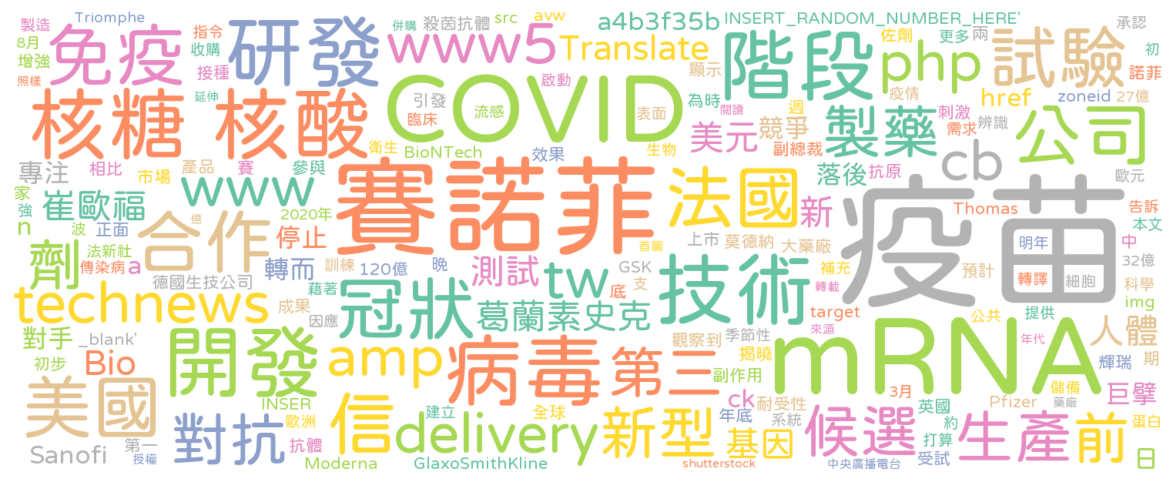 製造 Triomphe 殺茵抗體 src avw a4b3f35b INSERT_RANDOM_NUMBER_HERE' 承認
8月 免疫 指令 研發 併購 www5 Translate 階段 佐劑 更多 兩 試驗 初
增強 收購 啟動 顯示 php 諾菲
照樣 接種 延伸 COVID 疫情 href zoneid 27億
核糖 核酸 引發 流感 表面 為時 閱讀 週 製藥 刺激 辨識 公司
臨床 美元 競爭 需求
衛生 BioNTech 效果 生物 副總裁 cb
專注 相比 市場 產品 賽 參與 www 賽諾菲 法國 落後 抗原 疫苗 歐元
家 強 崔歐福 2020年 新 Thomas 告訴
n 波 正面 合作 億 停止 首圖 上市 莫德納 大藥廠 明年 中 本文
劑 法新社 傳染病 a 轉而 訓練 120億 晚 測試 tw GSK 技術 補充 預計 轉譯 細胞 32億
德國生技公司 藉著 冠狀 底 支 轉載 科學
technews 成果 因應 葛蘭素史克 target 公共 提供 img
對手 _blank' 開發 amp 病毒 第三 觀察到 季節性 來源 mRNA 年代 人體
初步 Bio 揭曉 輝瑞 期
美國 INSER 副作用 儲備 巨擘
對抗 歐洲 信 建立 delivery 全球 新型 ck 耐受性 3月 Pfizer 藥廠
年底 系統 候選 英國 約 生產 前 蛋白
Sanofi 第一 抗體 基因 打算
授權 Moderna GlaxoSmithKline shutterstock 中央廣播電台 受試 日